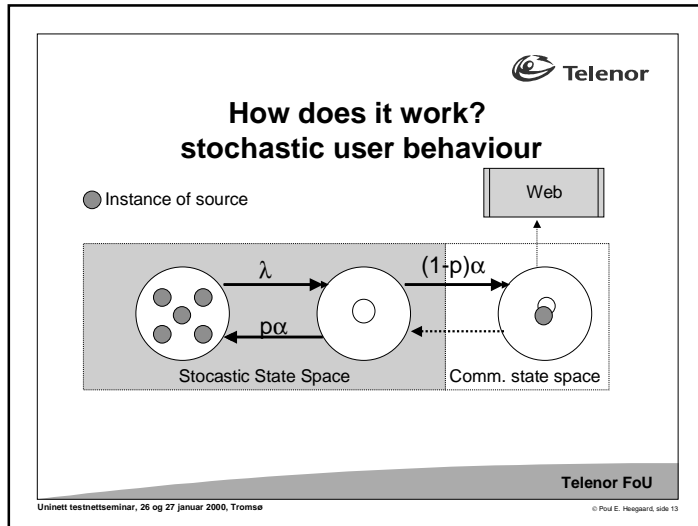 Telenor
How does it work?
stochastic user behaviour
Web
Instance of source
λ
(1-p)α
pα
Stocastic State Space
Comm. state space
Telenor FoU
Uninett testnettseminar, 26 og 27 januar 2000, Tromsø
© Poul E. Heegaard, side 13